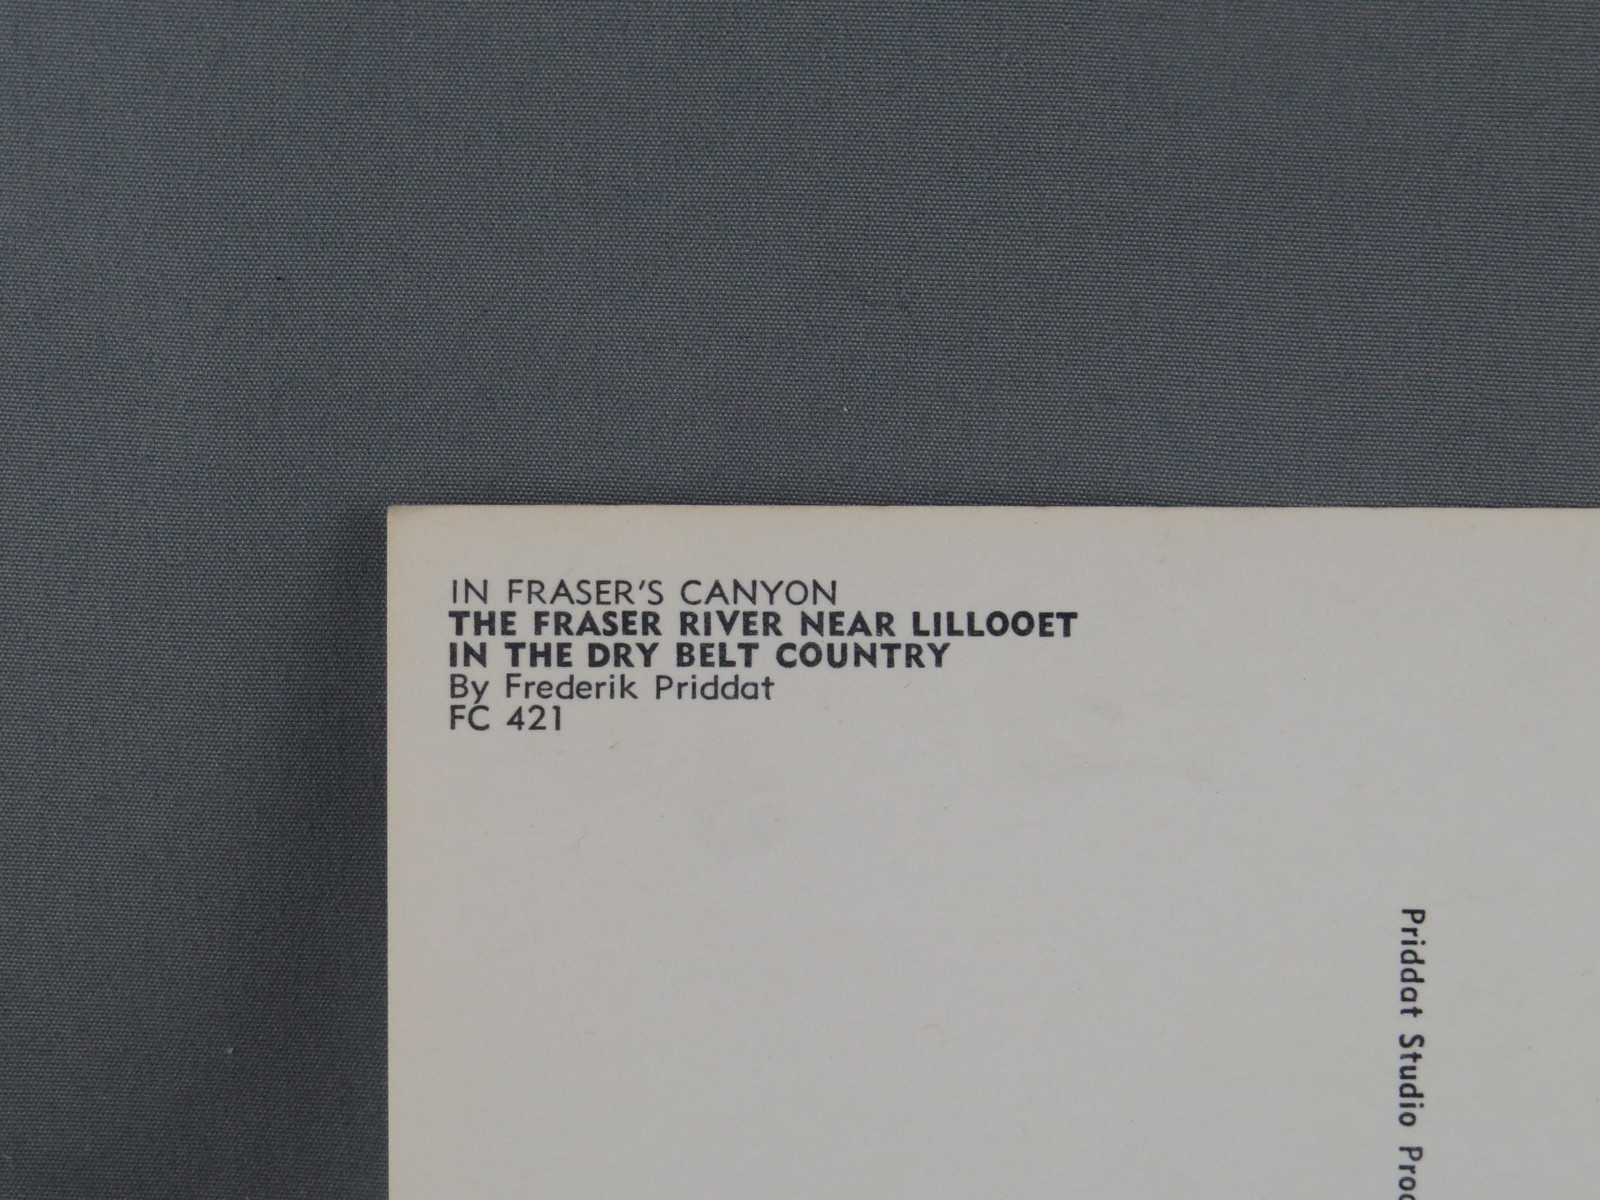 IN FRASER'S CANYON
THE FRASER RIVER NEAR LILLOOET
IN THE DRY BELT COUNTRY
By Frederik Priddat
FC 421
Priddat Studio